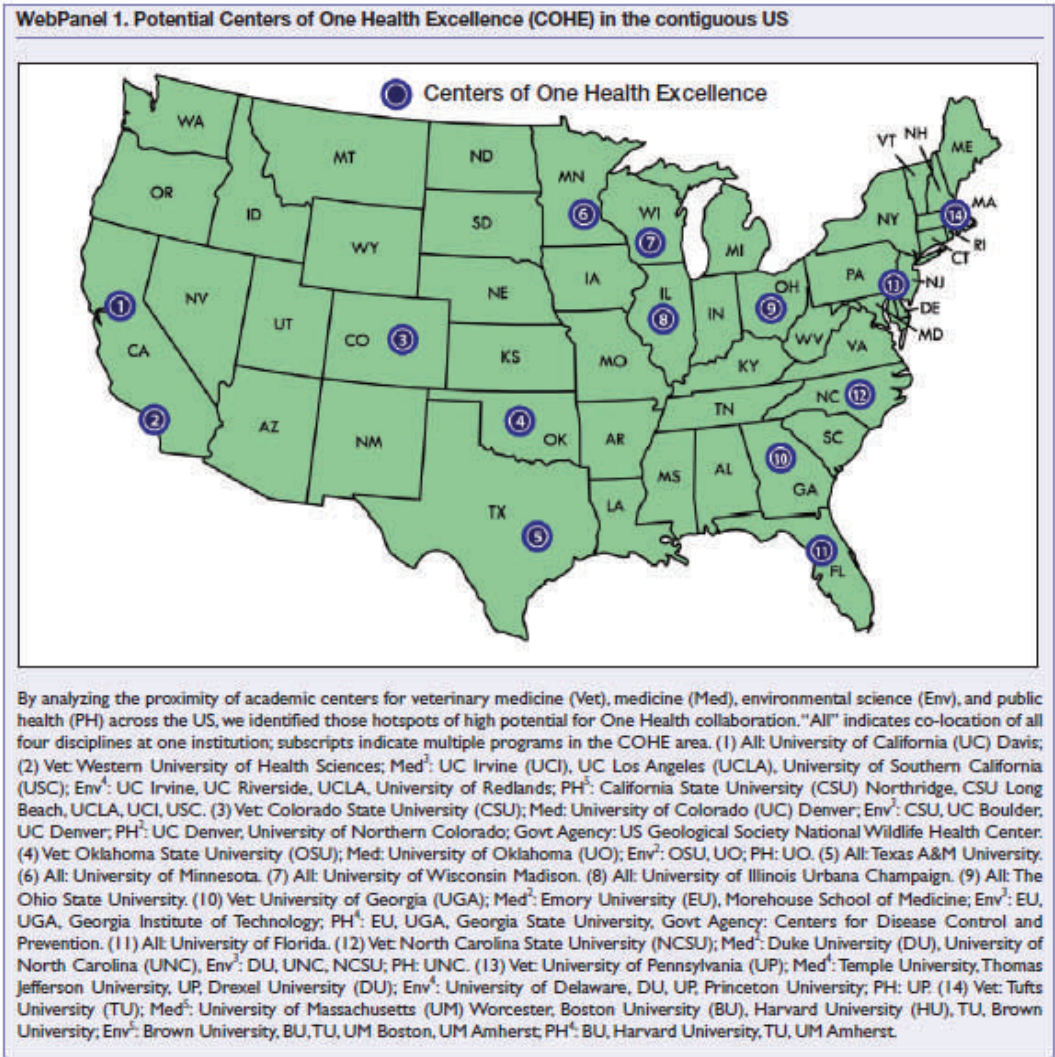 WebPanel 1. Potential Centers of One Health Excellence (COHE) in the contiguous US
Centers of One Health Excellence
WA
MT
ND
MN
VT
NH
ME
OR
ID
SD
WI
MA
6
14
NY
7
WY
MI
RI
CT
IA
PA
13
NJ
NE
IL
OH
1
NV
IN
9
DE
UT
8
CO
3
MD
CA
WV
VA
KS
MO
KY
2
4
NC
12
TN
AZ
NM
OK
AR
SC
10
MS
AL
GA
TX
LA
5
11
FL
By analyzing the proximity of academic centers for veterinary medicine (Vet), medicine (Med), environmental science (Env), and public
health (PH) across the US, we identified those hotspots of high potential for One Health collaboration. “All” indicates co-location of all
four disciplines at one institution; subscripts indicate multiple programs in the COHE area. (1) All: University of California (UC) Davis;
(2) Vet: Western University of Health Sciences; Med³: UC Irvine (UCI), UC Los Angeles (UCLA), University of Southern California
(USC); Env⁴: UC Irvine, UC Riverside, UCLA, University of Redlands; PH⁵: California State University (CSU) Northridge, CSU Long
Beach, UCLA, UCI, USC. (3) Vet: Colorado State University (CSU); Med: University of Colorado (UC) Denver; Env³: CSU, UC Boulder,
UC Denver; PH²: UC Denver, University of Northern Colorado; Govt Agency: US Geological Society National Wildlife Health Center.
(4) Vet: Oklahoma State University (OSU); Med: University of Oklahoma (UO); Env²: OSU, UO; PH: UO. (5) All: Texas A&M University.
(6) All: University of Minnesota. (7) All: University of Wisconsin Madison. (8) All: University of Illinois Urbana Champaign. (9) All: The
Ohio State University. (10) Vet: University of Georgia (UGA); Med²: Emory University (EU), Morehouse School of Medicine; Env³: EU,
UGA, Georgia Institute of Technology; PH⁴: EU, UGA, Georgia State University, Govt Agency: Centers for Disease Control and
Prevention. (11) All: University of Florida. (12) Vet: North Carolina State University (NCSU); Med²: Duke University (DU), University of
North Carolina (UNC), Env³: DU, UNC, NCSU; PH: UNC. (13) Vet: University of Pennsylvania (UP); Med⁴: Temple University, Thomas
Jefferson University, UP, Drexel University (DU); Env⁴: University of Delaware, DU, UP, Princeton University; PH: UP. (14) Vet: Tufts
University (TU); Med⁵: University of Massachusetts (UM) Worcester, Boston University (BU), Harvard University (HU), TU, Brown
University; Env⁵: Brown University, BU, TU, UM Boston, UM Amherst; PH⁴: BU, Harvard University, TU, UM Amherst.